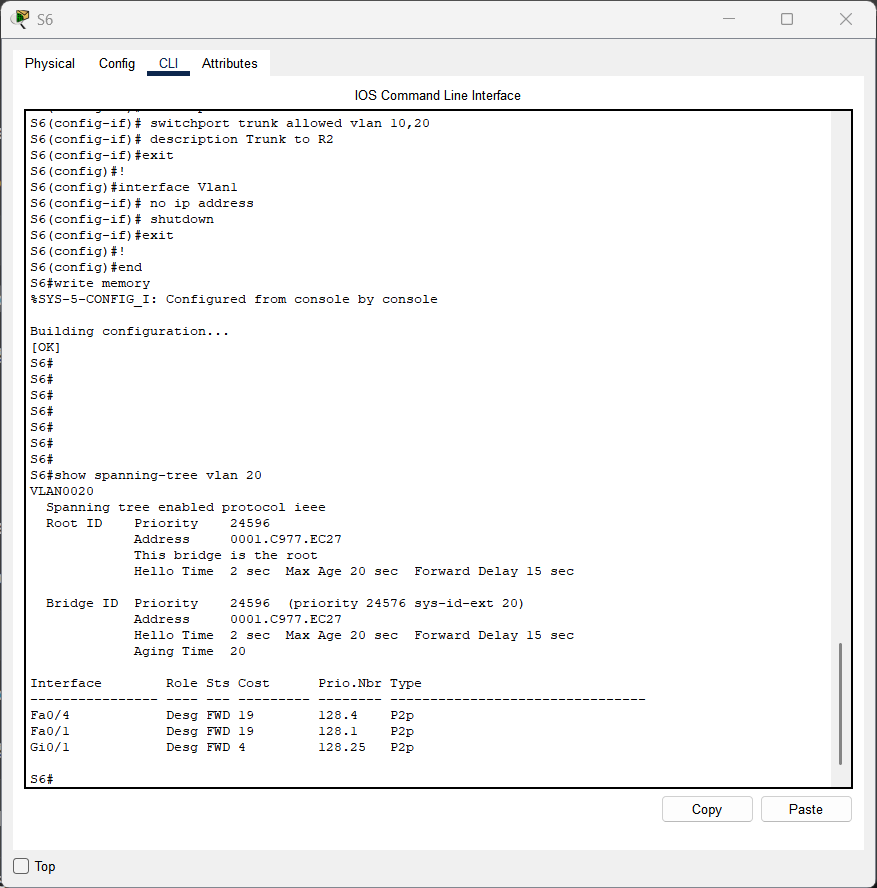 S6
Physical Config CLI Attributes
IOS Command Line Interface
S6(config-if)# switchport trunk allowed vlan 10,20
S6(config-if)# description Trunk to R2
S6(config-if)#exit
S6(config)#!
S6(config)#interface Vlan1
S6(config-if)# no ip address
S6(config-if)# shutdown
S6(config-if)#exit
S6(config)#!
S6(config)#end
S6#write memory
%SYS-5-CONFIG_I: Configured from console by console
Building configuration...
[OK]
S6#
S6#
S6#
S6#
S6#
S6#
S6#
S6#show spanning-tree vlan 20
VLAN0020
  Spanning tree enabled protocol ieee
  Root ID    Priority    24596
             Address     0001.C977.EC27
             This bridge is the root
             Hello Time  2 sec  Max Age 20 sec  Forward Delay 15 sec
  Bridge ID  Priority    24596  (priority 24576 sys-id-ext 20)
             Address     0001.C977.EC27
             Hello Time  2 sec  Max Age 20 sec  Forward Delay 15 sec
             Aging Time  20
Interface        Role Sts Cost      Prio.Nbr Type
---------------- ---- --- --------- -------- --------------------------------
Fa0/4            Desg FWD 19        128.4    P2p
Fa0/1            Desg FWD 19        128.1    P2p
Gi0/1            Desg FWD 4         128.25   P2p
S6#
Copy Paste
Top